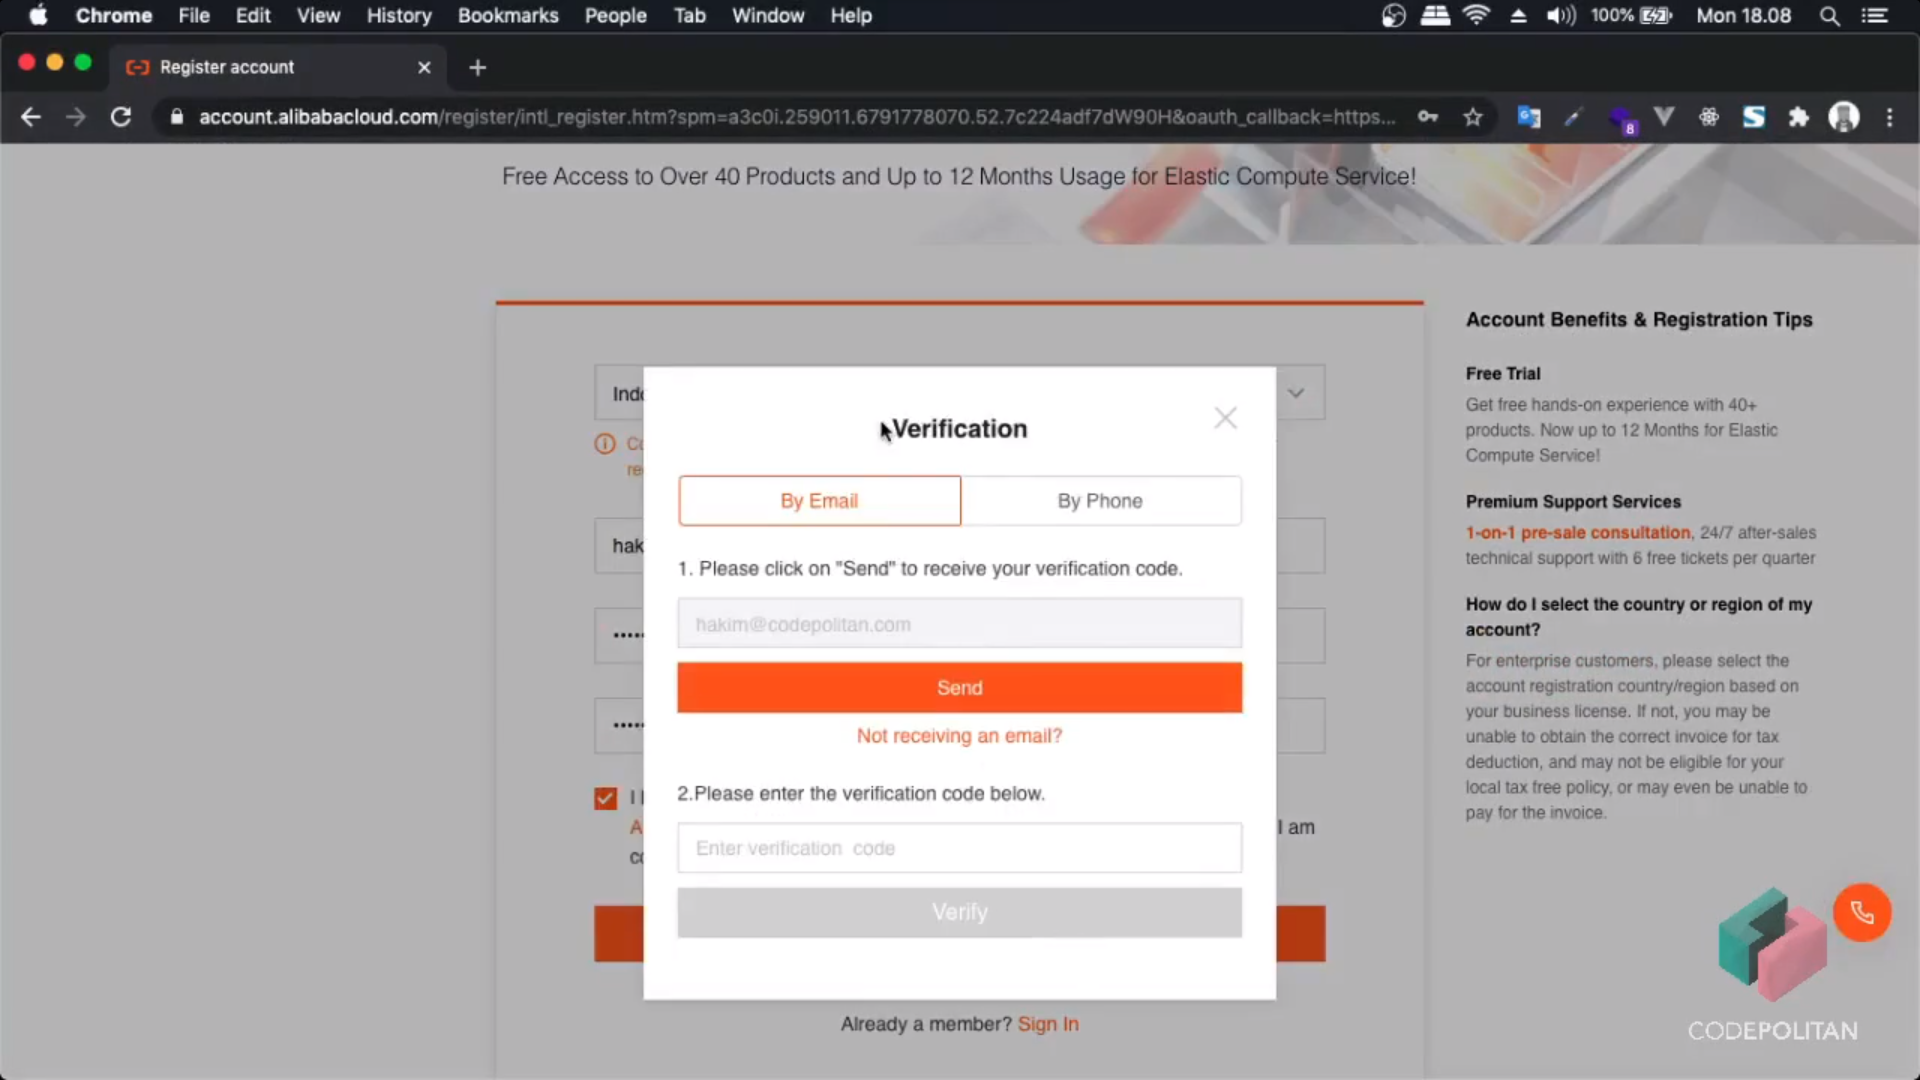 Chrome File Edit View History Bookmarks People Tab Window Help 100% Mon 18.08
Register account
account.alibabacloud.com/register/intl_register.htm?spm=a3c0i.259011.6791778070.52.7c224adf7dW90H&oauth_callback=https...
8
Free Access to Over 40 Products and Up to 12 Months Usage for Elastic Compute Service!
Verification
By Email By Phone
1. Please click on "Send" to receive your verification code.
hakim@codepolitan.com
Send
Not receiving an email?
2.Please enter the verification code below.
Enter verification code
Verify
Already a member? Sign In
I am
Account Benefits & Registration Tips
Free Trial
Get free hands-on experience with 40+
products. Now up to 12 Months for Elastic
Compute Service!
Premium Support Services
1-on-1 pre-sale consultation, 24/7 after-sales
technical support with 6 free tickets per quarter
How do I select the country or region of my
account?
For enterprise customers, please select the
account registration country/region based on
your business license. If not, you may be
unable to obtain the correct invoice for tax
deduction, and may not be eligible for your
local tax free policy, or may even be unable to
pay for the invoice.
CODEPOLITAN